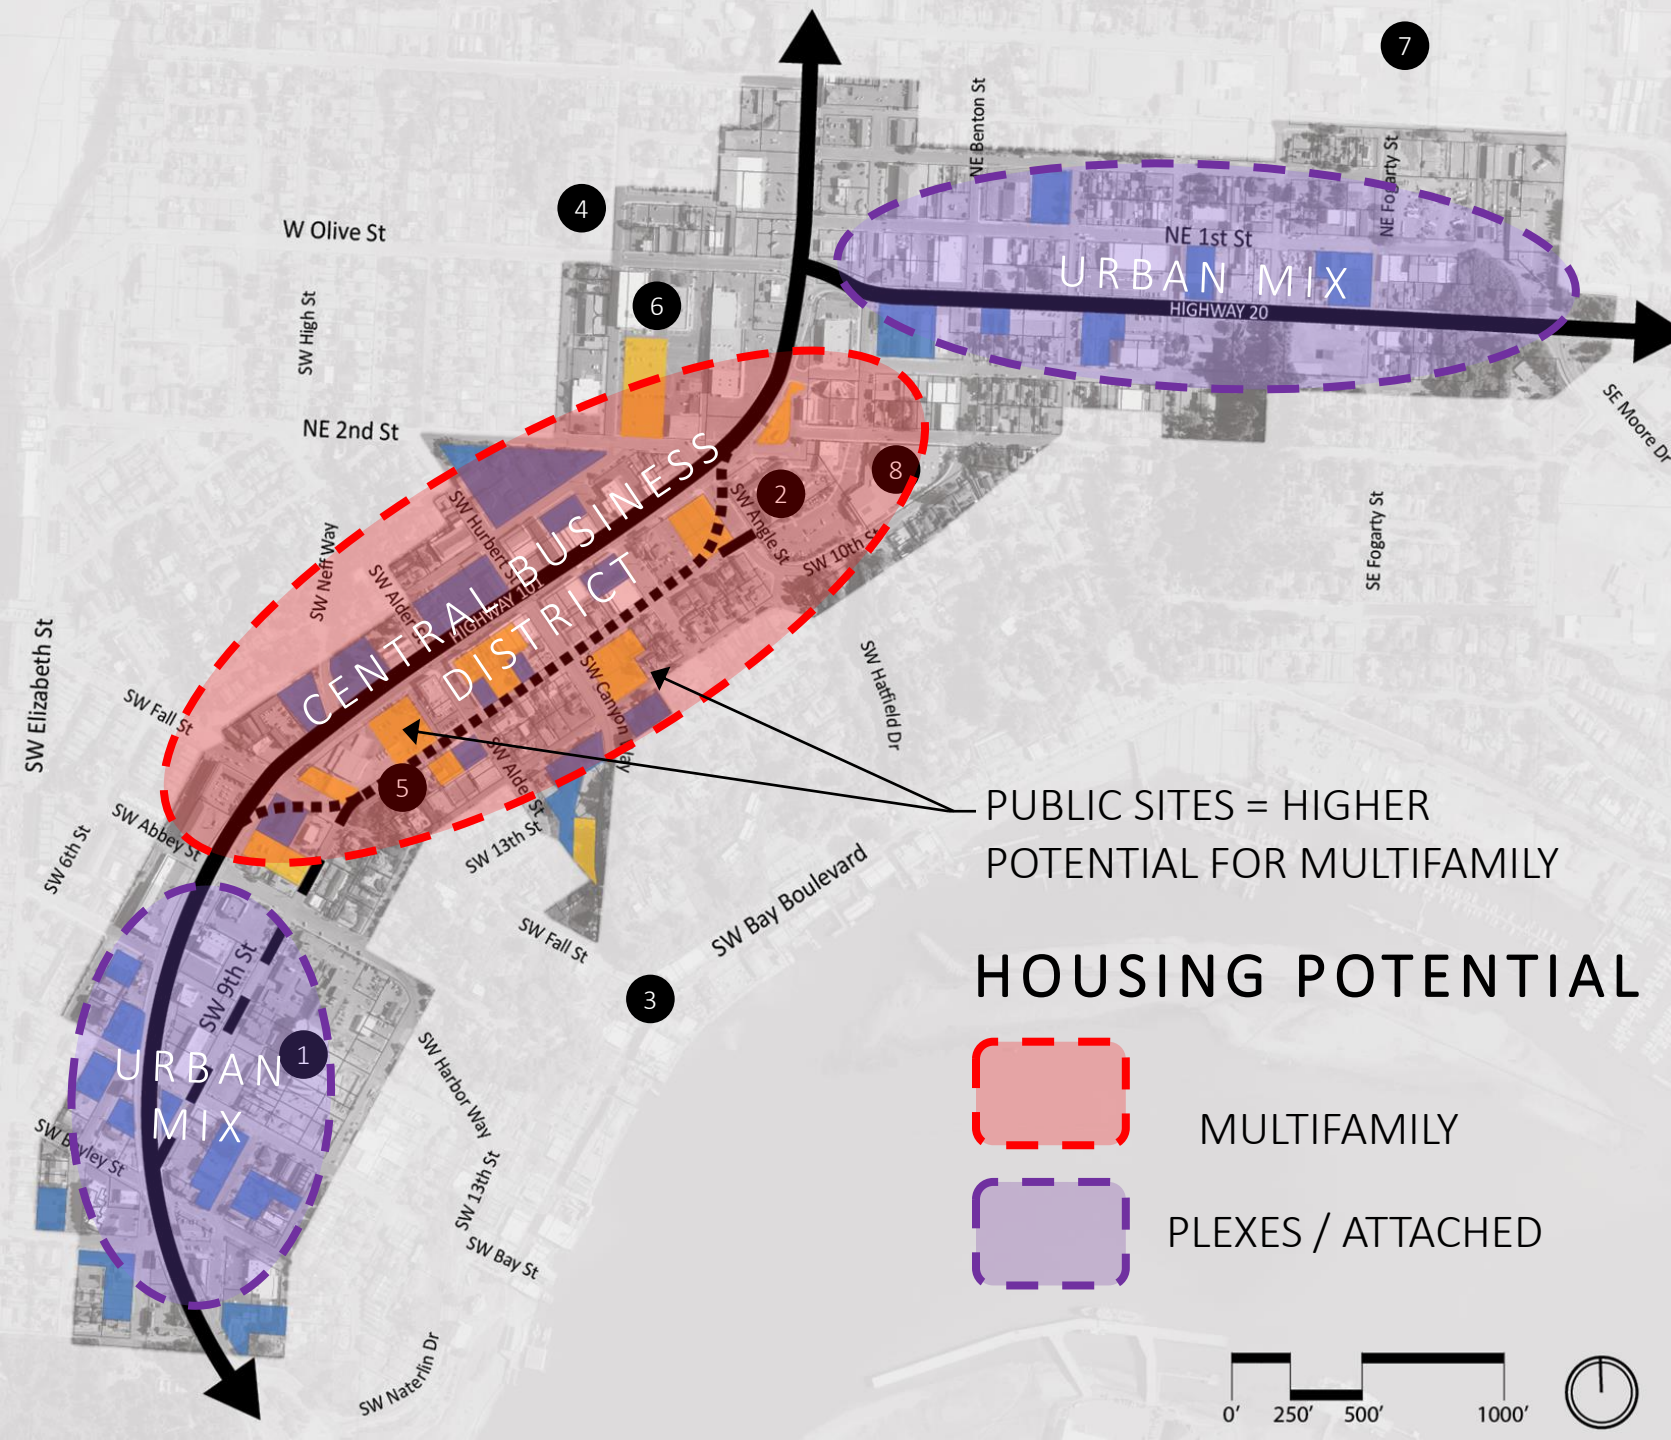 7
NE Benton St
NE Fogarty St
4
W Olive St
NE 1st St
URBAN MIX
HIGHWAY 20
6
SW High St
NE 2nd St
SE Moore Dr
8
2
SW Angle St
SW 10th St
SW Hurbert St
SW Neff Way
SW Alder
CENTRAL BUSINESS
DISTRICT
HIGHWAY 101
SE Fogarty St
SW Elizabeth St
SW Fall St
SW Canyon Way
SW Hatfield Dr
SW Alder St
5
SW Abbey St
SW 6th St
SW 13th St
PUBLIC SITES = HIGHER
POTENTIAL FOR MULTIFAMILY
SW Bay Boulevard
SW Fall St
3
SW 9th St
1
URBAN
MIX
SW Bayley St
SW Harbor Way
SW 13th St
SW Bay St
SW Naterlin Dr
HOUSING POTENTIAL
MULTIFAMILY
PLEXES / ATTACHED
0' 250' 500' 1000'